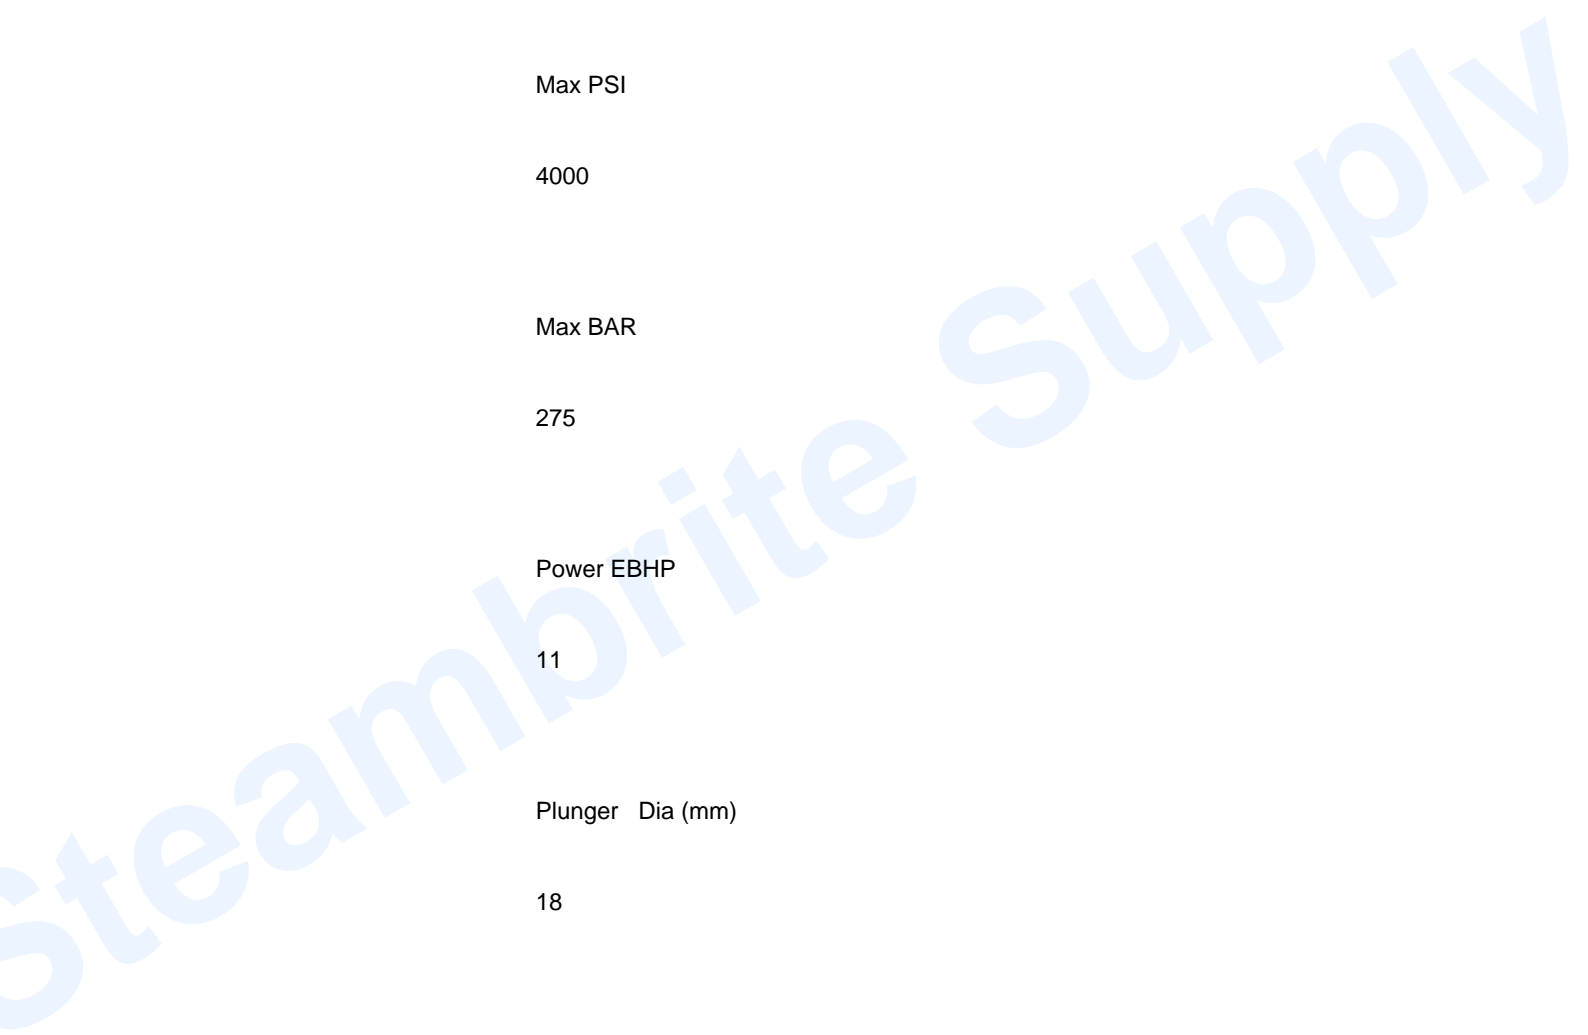 Max PSI
4000
Max BAR
275
Power EBHP
11
Plunger Dia (mm)
18
Steambrite Supply